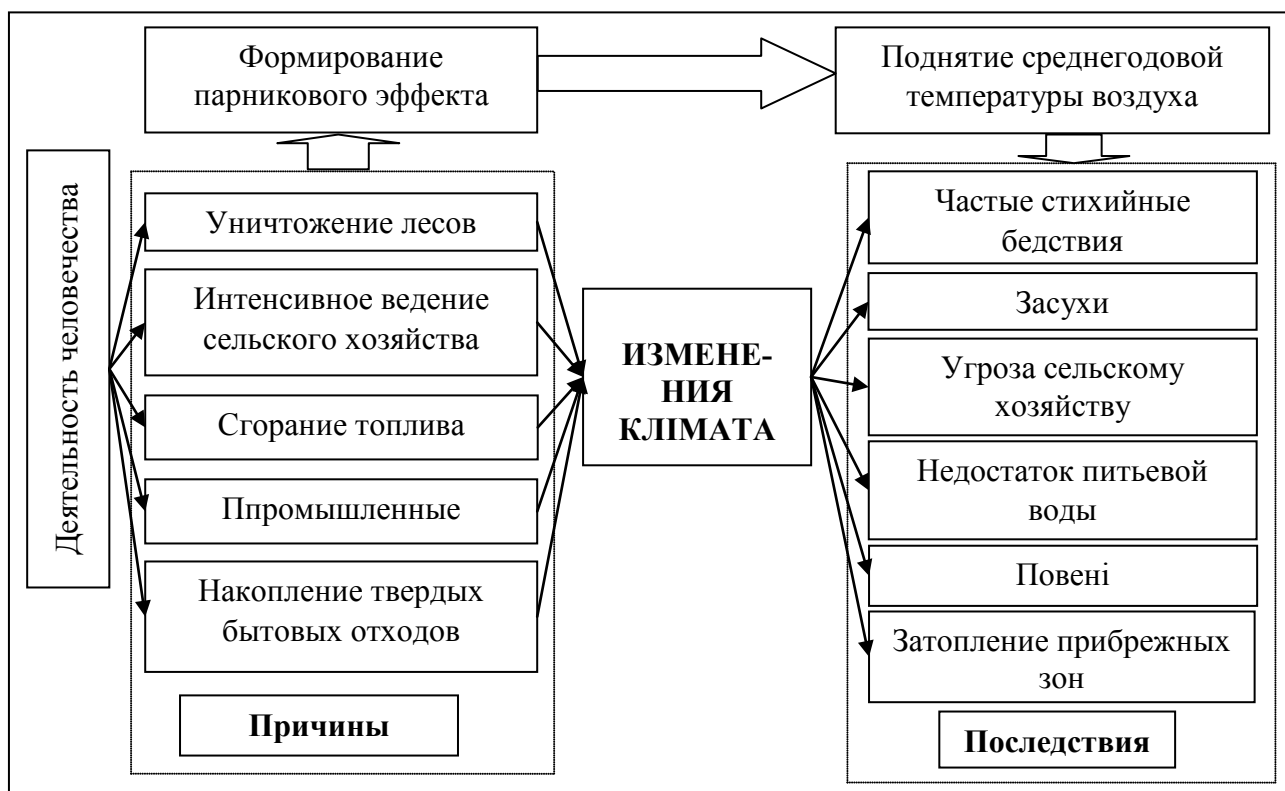 Формирование
парникового эффекта
Поднятие среднегодовой
температуры воздуха
Деятельность человечества
Уничтожение лесов
Интенсивное ведение
сельского хозяйства
Сгорание топлива
Ппромышленные
Накопление твердых
бытовых отходов
Причины
ИЗМЕНЕ-
НИЯ
КЛІМАТА
Частые стихийные
бедствия
Засухи
Угроза сельскому
хозяйству
Недостаток питьевой
воды
Повені
Затопление прибрежных
зон
Последствия